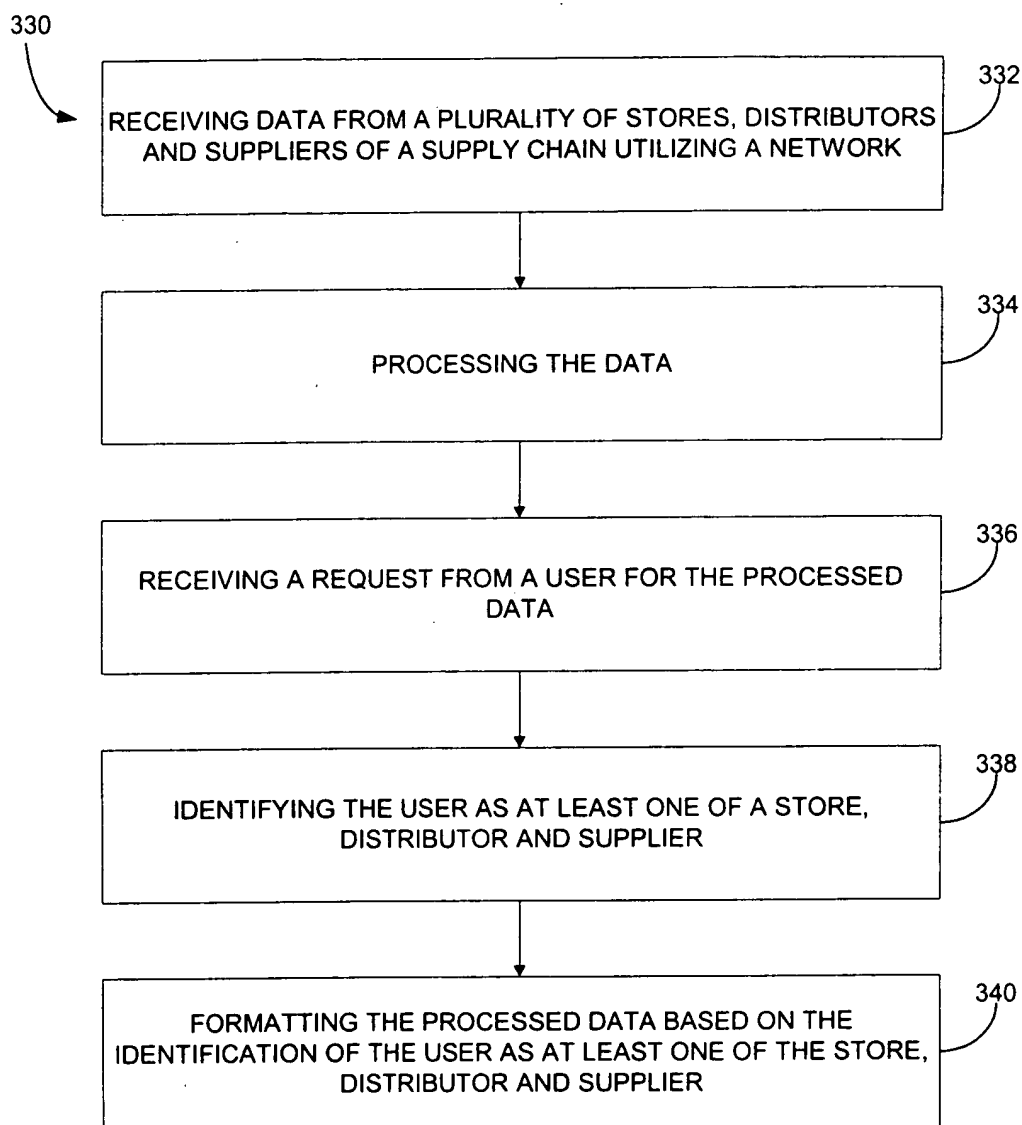 330
332
RECEIVING DATA FROM A PLURALITY OF STORES, DISTRIBUTORS
AND SUPPLIERS OF A SUPPLY CHAIN UTILIZING A NETWORK
334
PROCESSING THE DATA
336
RECEIVING A REQUEST FROM A USER FOR THE PROCESSED
DATA
338
IDENTIFYING THE USER AS AT LEAST ONE OF A STORE,
DISTRIBUTOR AND SUPPLIER
340
FORMATTING THE PROCESSED DATA BASED ON THE
IDENTIFICATION OF THE USER AS AT LEAST ONE OF THE STORE,
DISTRIBUTOR AND SUPPLIER